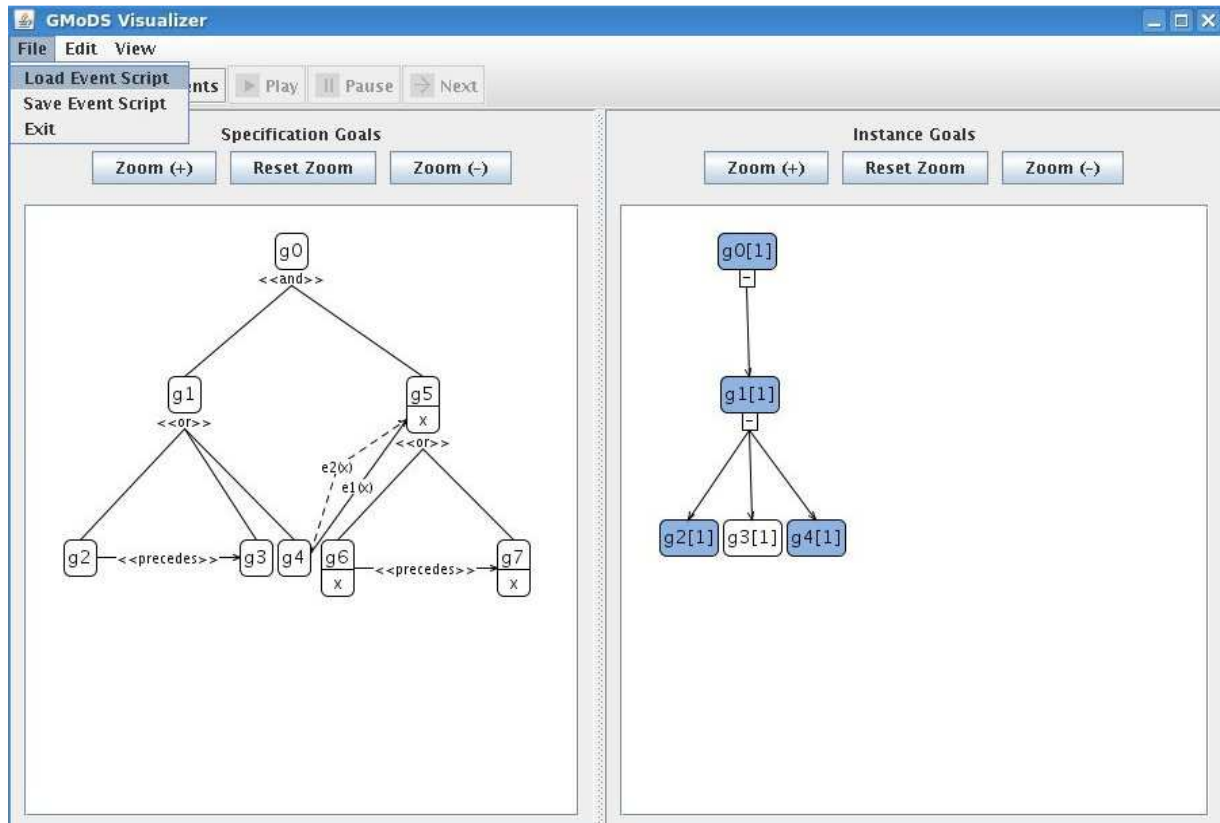 GMoDS Visualizer
File Edit View
Load Event Script
Save Event Script
Exit
nts Play Pause Next
Specification Goals
Zoom (+) Reset Zoom Zoom (-)
g0
<<and>>
g1
<<or>>
g5
x
<<or>>
e2(x)
e1(x)
g2 <<precedes>> g3 g4 g6 <<precedes>> g7
x x
Instance Goals
Zoom (+) Reset Zoom Zoom (-)
g0[1]
-
g1[1]
-
g2[1] g3[1] g4[1]